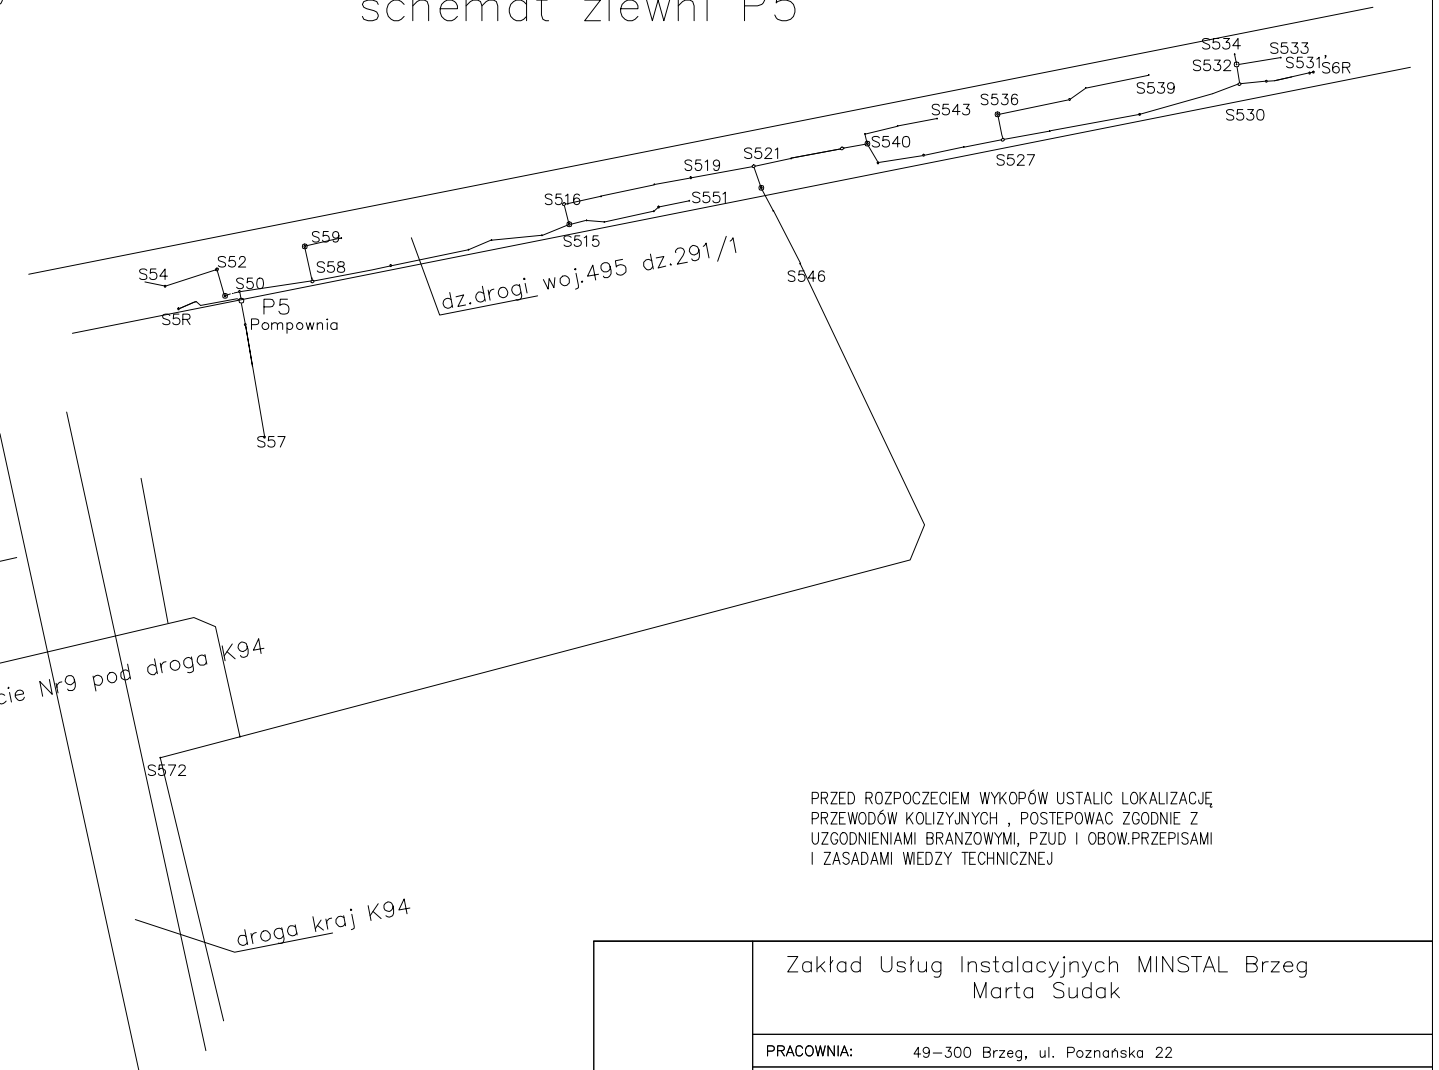 schemat zlewni P5
S534
S533
S532
S531'
S6R
S539
S536
S530
S543
S540
S527
S521
S519
S516
S551
S515
S59
S58
S52
S54
S50
P5
S5R
Pompownia
dz.drogi woj.495 dz.291/1
S546
S57
cie Nr9 pod droga K94
S572
PRZED ROZPOCZECIEM WYKOPÓW USTALIC LOKALIZACJĘ
PRZEWODÓW KOLIZYJNYCH , POSTEPOWAC ZGODNIE Z
UZGODNIENIAMI BRANZOWYMI, PZUD I OBOW.PRZEPISAMI
I ZASADAMI WIEDZY TECHNICZNEJ
droga kraj K94
Zakład Usług Instalacyjnych MINSTAL Brzeg
Marta Sudak
PRACOWNIA: 49-300 Brzeg, ul. Poznańska 22